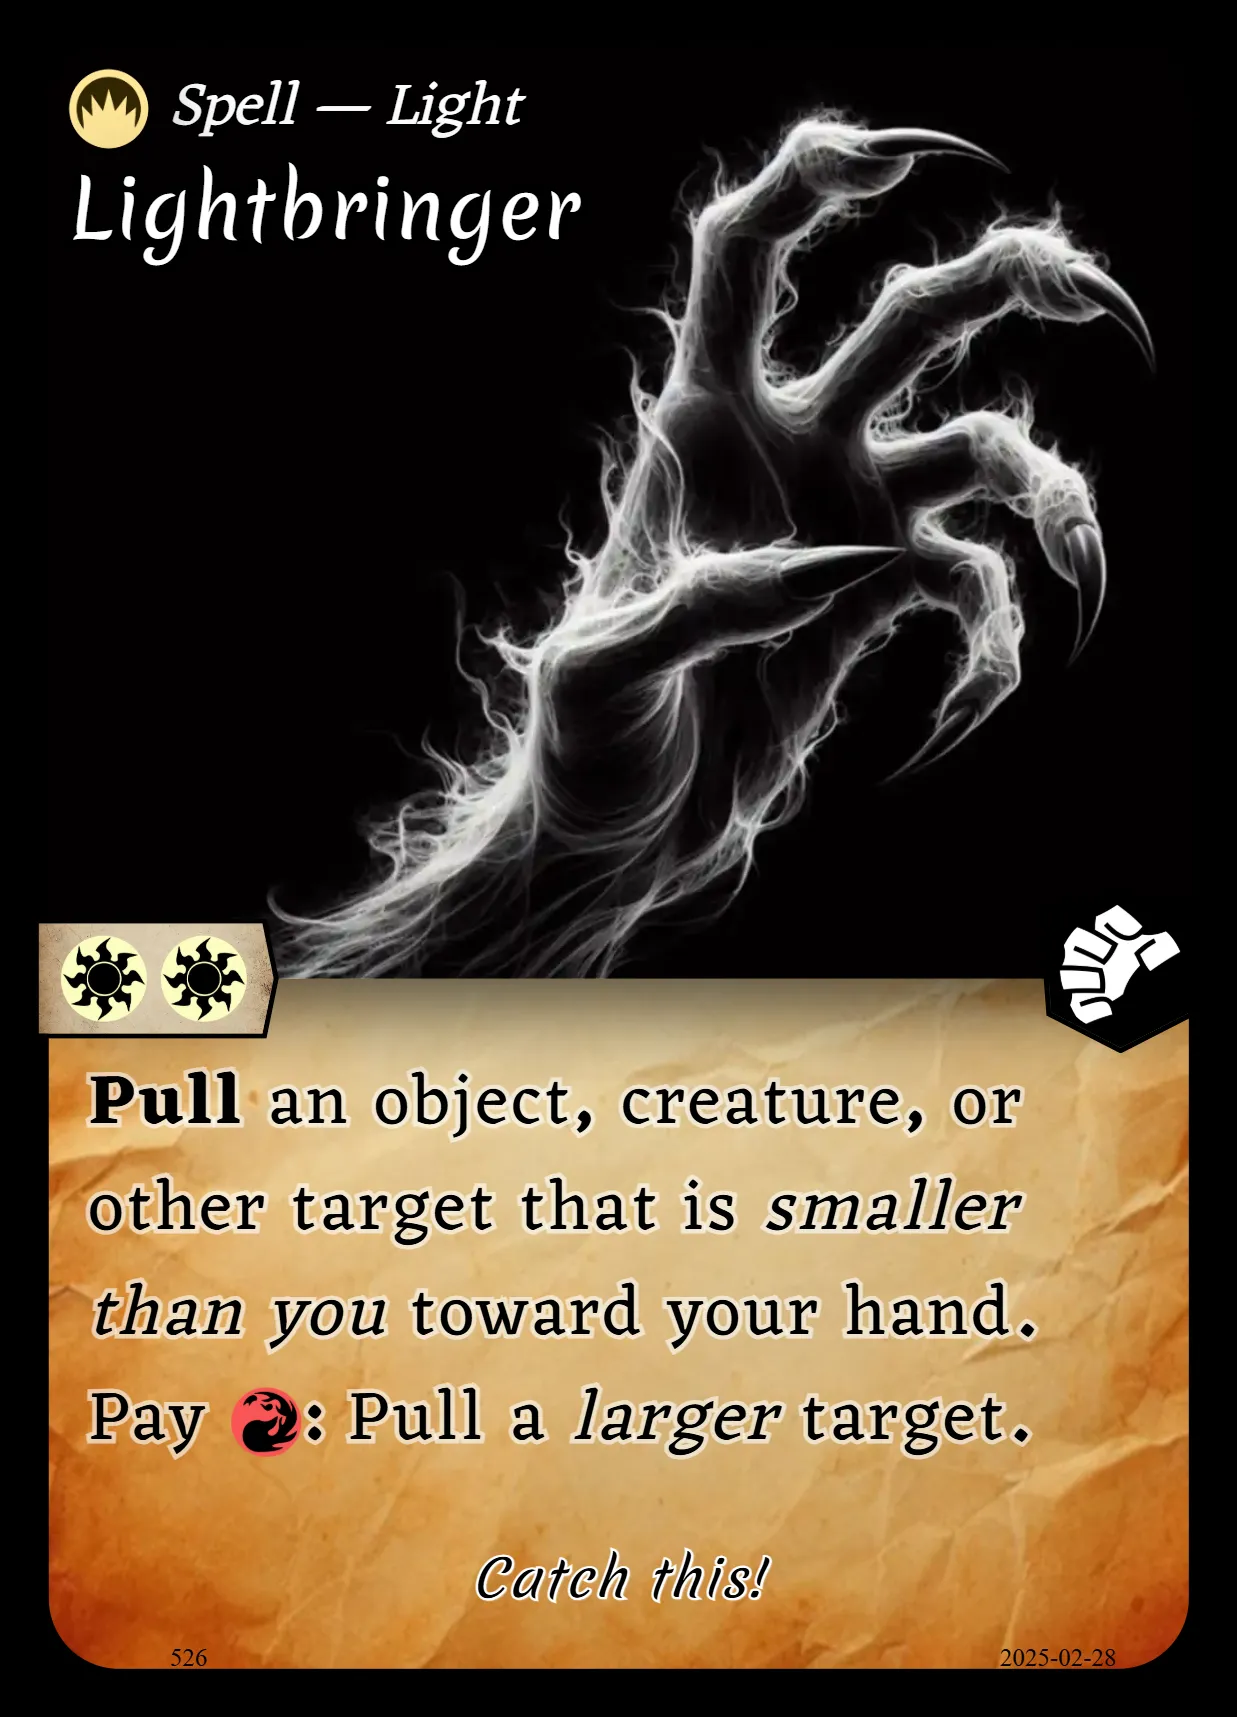 Spell — Light
Lightbringer
Pull an object, creature, or
other target that is smaller
than you toward your hand.
Pay : Pull a larger target.
Catch this!
526
2025-02-28